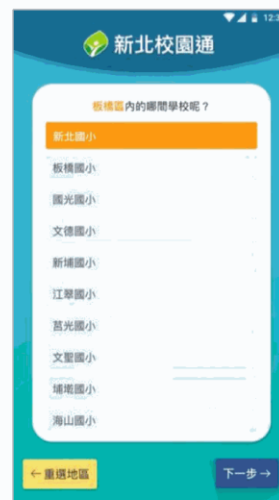 12:3
新北校園通
板橋區內的哪間學校呢？
新北國小
板橋國小
國光國小
文德國小
新埔國小
江翠國小
莒光國小
文聖國小
埔墘國小
海山國小
← 重選地區
下一步 →